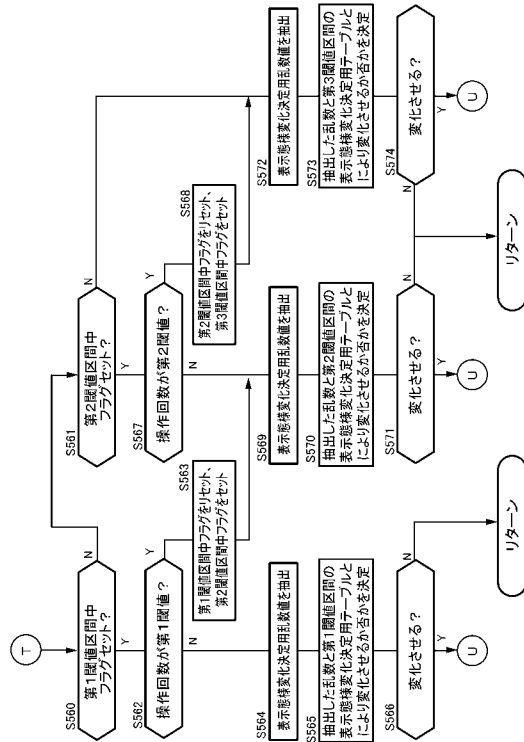 T
S560
第1閾値区間中
フラグセット?
N
Y
S562
操作回数が第1閾値?
Y
N
S563
第1閾値区間中フラグをリセット、
第2閾値区間中フラグをセット
S564
表示態様変化決定用乱数値を抽出
S565
抽出した乱数と第1閾値区間の
表示態様変化決定用テーブルと
により変化させるか否かを決定
S566
変化させる?
N
Y
U
リターン
S561
第2閾値区間中
フラグセット?
N
Y
S567
操作回数が第2閾値?
Y
N
S568
第2閾値区間中フラグをリセット、
第3閾値区間中フラグをセット
S569
表示態様変化決定用乱数値を抽出
S570
抽出した乱数と第2閾値区間の
表示態様変化決定用テーブルと
により変化させるか否かを決定
S571
変化させる?
N
Y
U
S572
表示態様変化決定用乱数値を抽出
S573
抽出した乱数と第3閾値区間の
表示態様変化決定用テーブルと
により変化させるか否かを決定
S574
変化させる?
N
Y
U
リターン